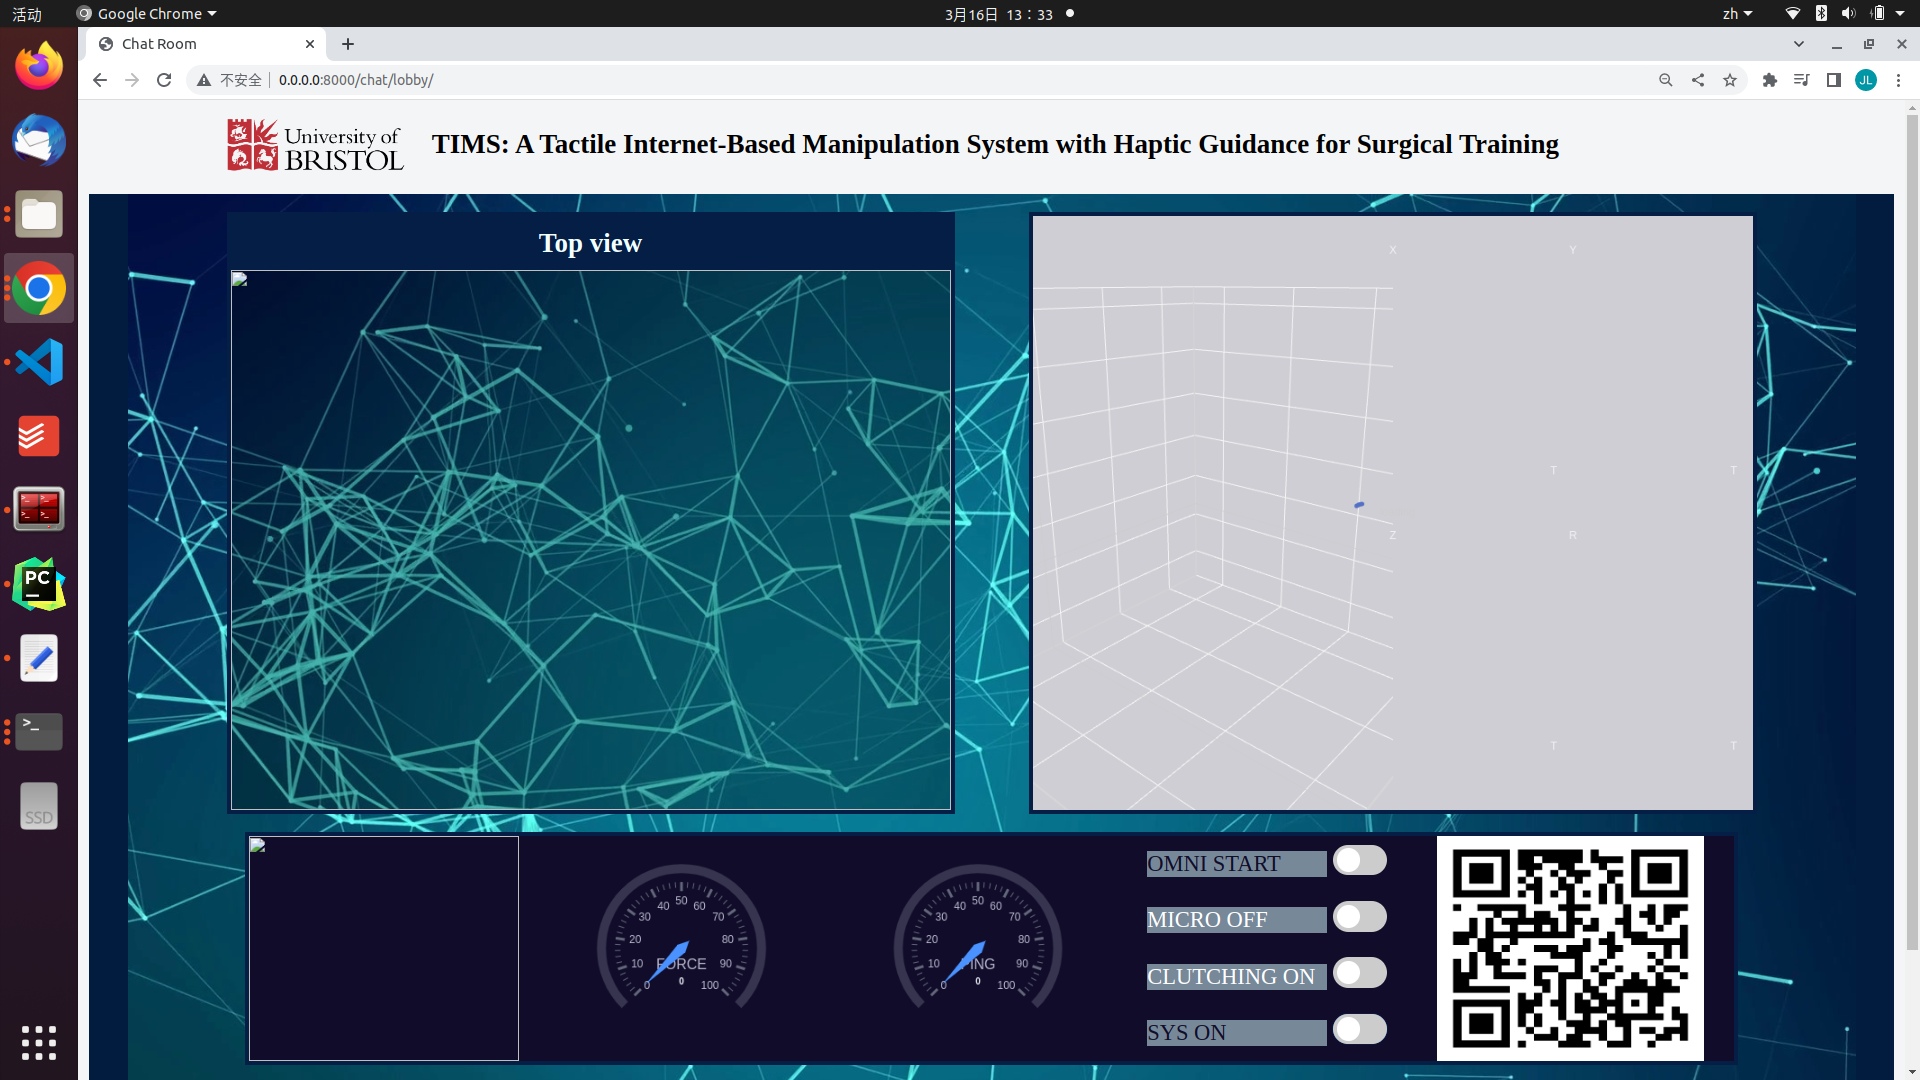 活动
Google Chrome
3月16日 13：33
zh
Chat Room
不安全
0.0.0.0:8000/chat/lobby/
JL
University of
BRISTOL
TIMS: A Tactile Internet-Based Manipulation System with Haptic Guidance for Surgical Training
Top view
X
Y
T
T
Z
R
T
T
PC
SSD
0
10
20
30
40
50
60
70
80
90
100
FORCE
0
0
10
20
30
40
50
60
70
80
90
100
PING
0
OMNI START
MICRO OFF
CLUTCHING ON
SYS ON